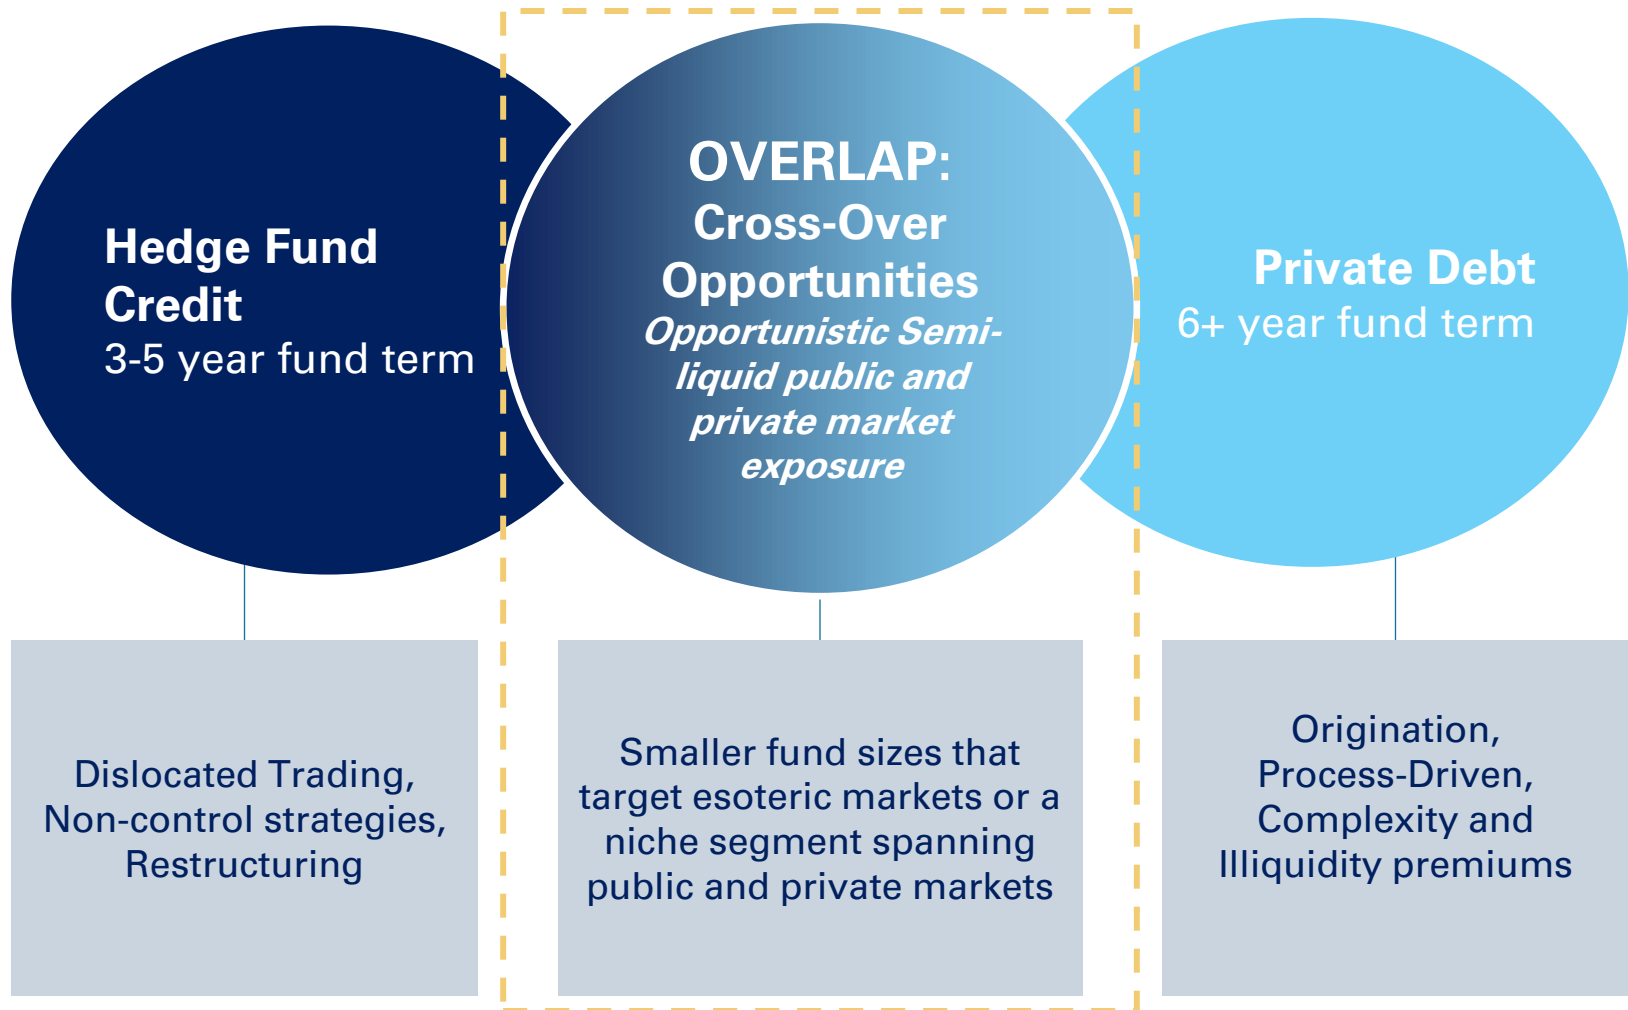 Hedge Fund
Credit
3-5 year fund term
OVERLAP:
Cross-Over
Opportunities
Opportunistic Semi-
liquid public and
private market
exposure
Private Debt
6+ year fund term
Dislocated Trading,
Non-control strategies,
Restructuring
Smaller fund sizes that
target esoteric markets or a
niche segment spanning
public and private markets
Origination,
Process-Driven,
Complexity and
Illiquidity premiums